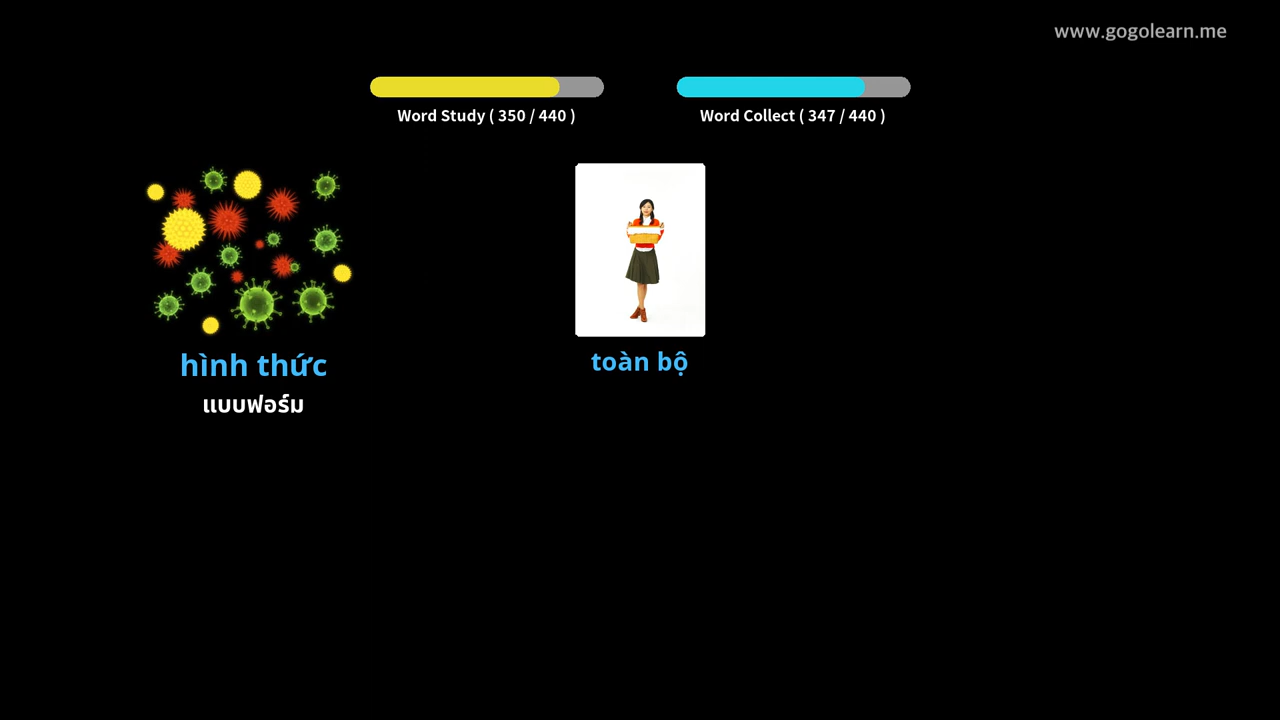 www.gogolearn.me
Word Study ( 350 / 440 )
Word Collect ( 347 / 440 )
hình thức
แบบฟอร์ม
toàn bộ